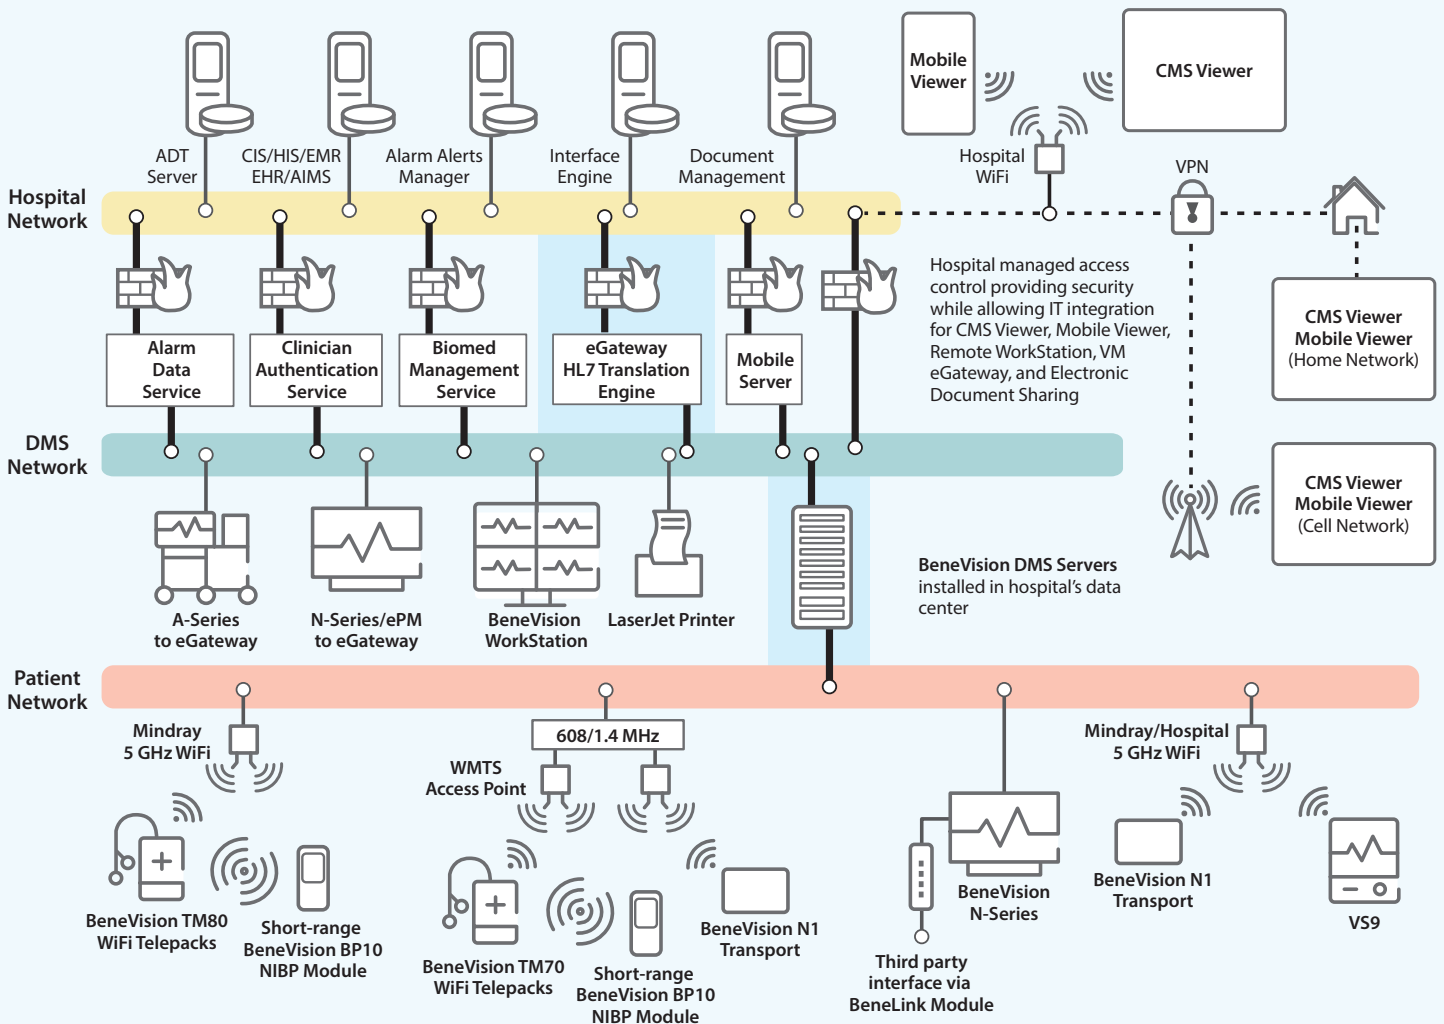 Mobile
Viewer
CMS Viewer
ADT
Server
CIS/HIS/EMR
EHR/AIMS
Alarm Alerts
Manager
Interface
Engine
Document
Management
Hospital
WiFi
VPN
Hospital
Network
Hospital managed access
control providing security
while allowing IT integration
for CMS Viewer, Mobile Viewer,
Remote WorkStation, VM
eGateway, and Electronic
Document Sharing
CMS Viewer
Mobile Viewer
(Home Network)
Alarm
Data
Service
Clinician
Authentication
Service
Biomed
Management
Service
eGateway
HL7 Translation
Engine
Mobile
Server
DMS
Network
CMS Viewer
Mobile Viewer
(Cell Network)
A-Series
to eGateway
N-Series/ePM
to eGateway
BeneVision
WorkStation
LaserJet Printer
BeneVision DMS Servers
installed in hospital's data
center
Patient
Network
Mindray
5 GHz WiFi
608/1.4 MHz
WMTS
Access Point
Mindray/Hospital
5 GHz WiFi
BeneVision TM80
WiFi Telepacks
Short-range
BeneVision BP10
NIBP Module
BeneVision TM70
WiFi Telepacks
Short-range
BeneVision BP10
NIBP Module
BeneVision N1
Transport
BeneVision
N-Series
Third party
interface via
BeneLink Module
BeneVision N1
Transport
VS9